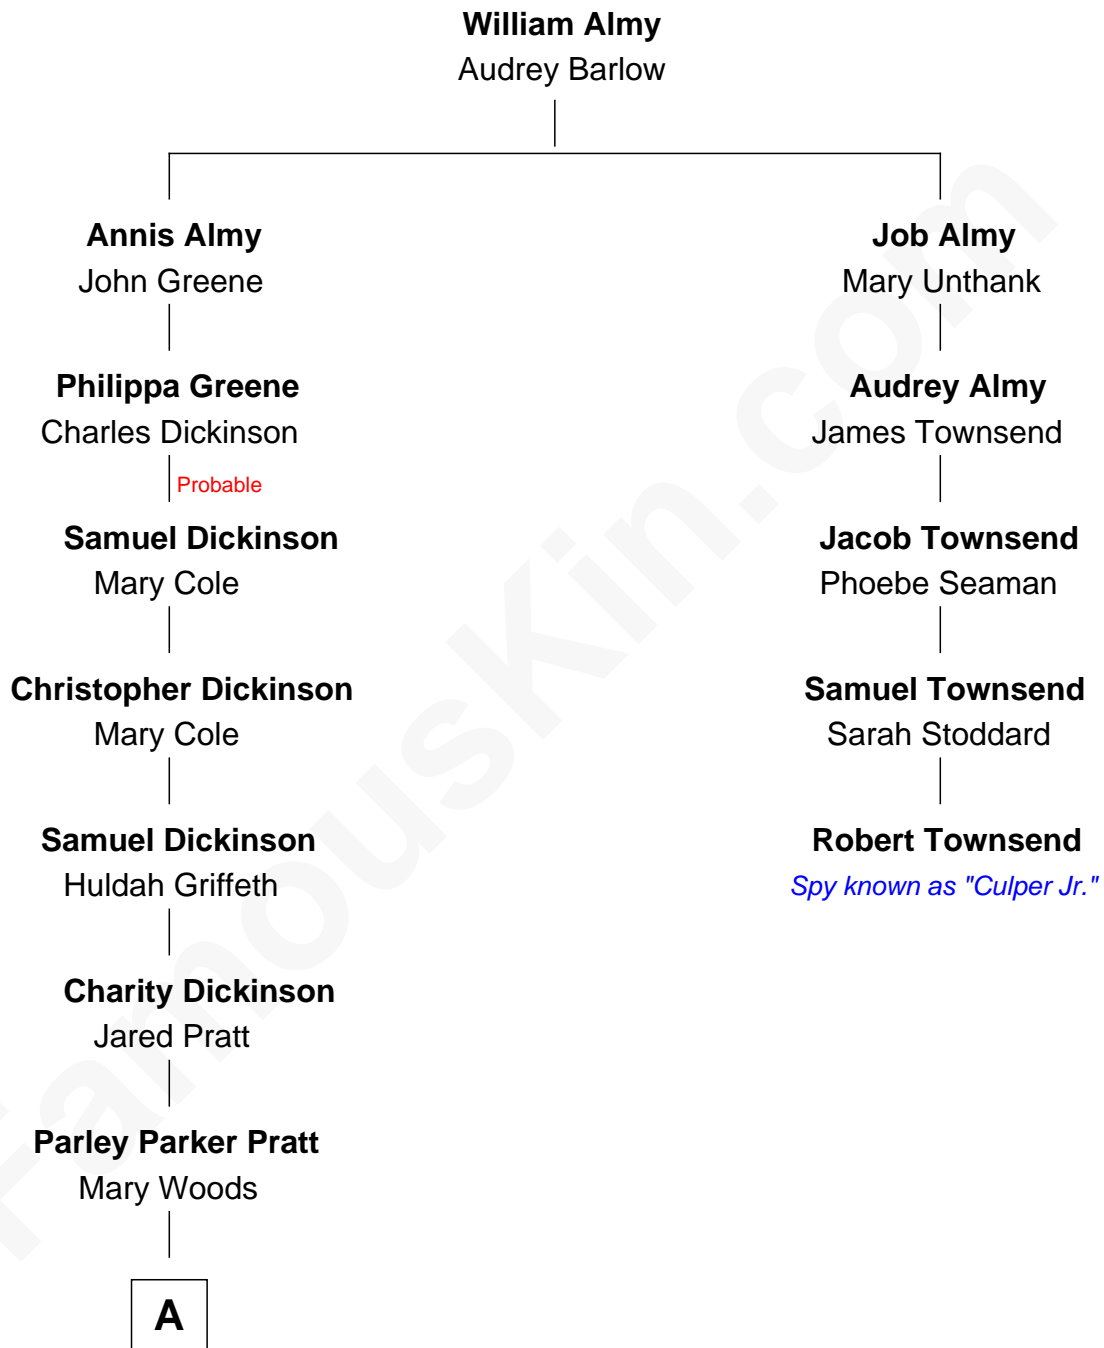 William Almy
Audrey Barlow
Annis Almy
John Greene
Philippa Greene
Charles Dickinson
Probable
Samuel Dickinson
Mary Cole
Christopher Dickinson
Mary Cole
Samuel Dickinson
Huldah Griffeth
Charity Dickinson
Jared Pratt
Parley Parker Pratt
Mary Woods
A
Job Almy
Mary Unthank
Audrey Almy
James Townsend
Jacob Townsend
Phoebe Seaman
Samuel Townsend
Sarah Stoddard
Robert Townsend
Spy known as "Culper Jr."
FamousKin.com